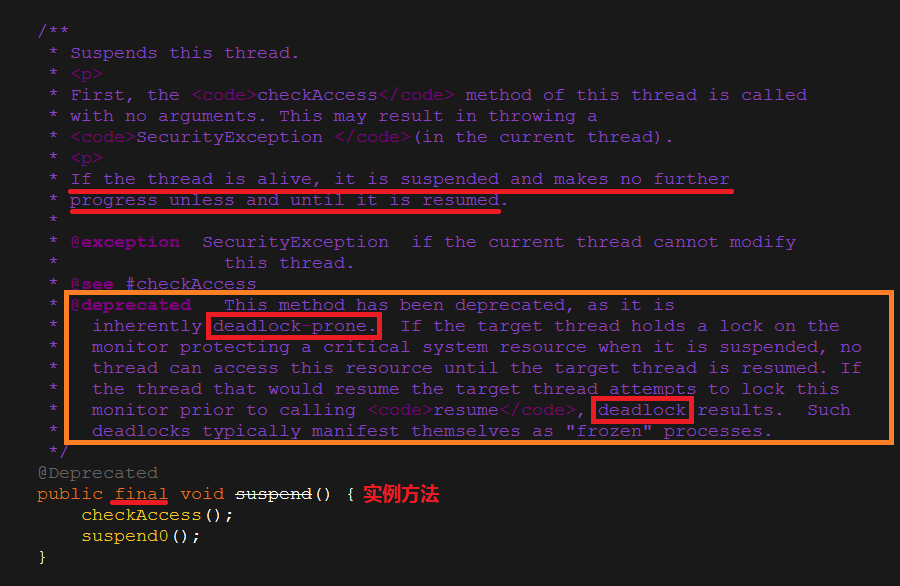 /**
* Suspends this thread.
* <p>
* First, the <code>checkAccess</code> method of this thread is called
* with no arguments. This may result in throwing a
* <code>SecurityException </code>(in the current thread).
* <p>
* If the thread is alive, it is suspended and makes no further
* progress unless and until it is resumed.
*
* @exception  SecurityException  if the current thread cannot modify
*               this thread.
* @see #checkAccess
* @deprecated   This method has been deprecated, as it is
*   inherently deadlock-prone.  If the target thread holds a lock on the
*   monitor protecting a critical system resource when it is suspended, no
*   thread can access this resource until the target thread is resumed. If
*   the thread that would resume the target thread attempts to lock this
*   monitor prior to calling <code>resume</code>, deadlock results.  Such
*   deadlocks typically manifest themselves as "frozen" processes.
*/
@Deprecated
public final void suspend() { 实例方法
checkAccess();
suspend0();
}